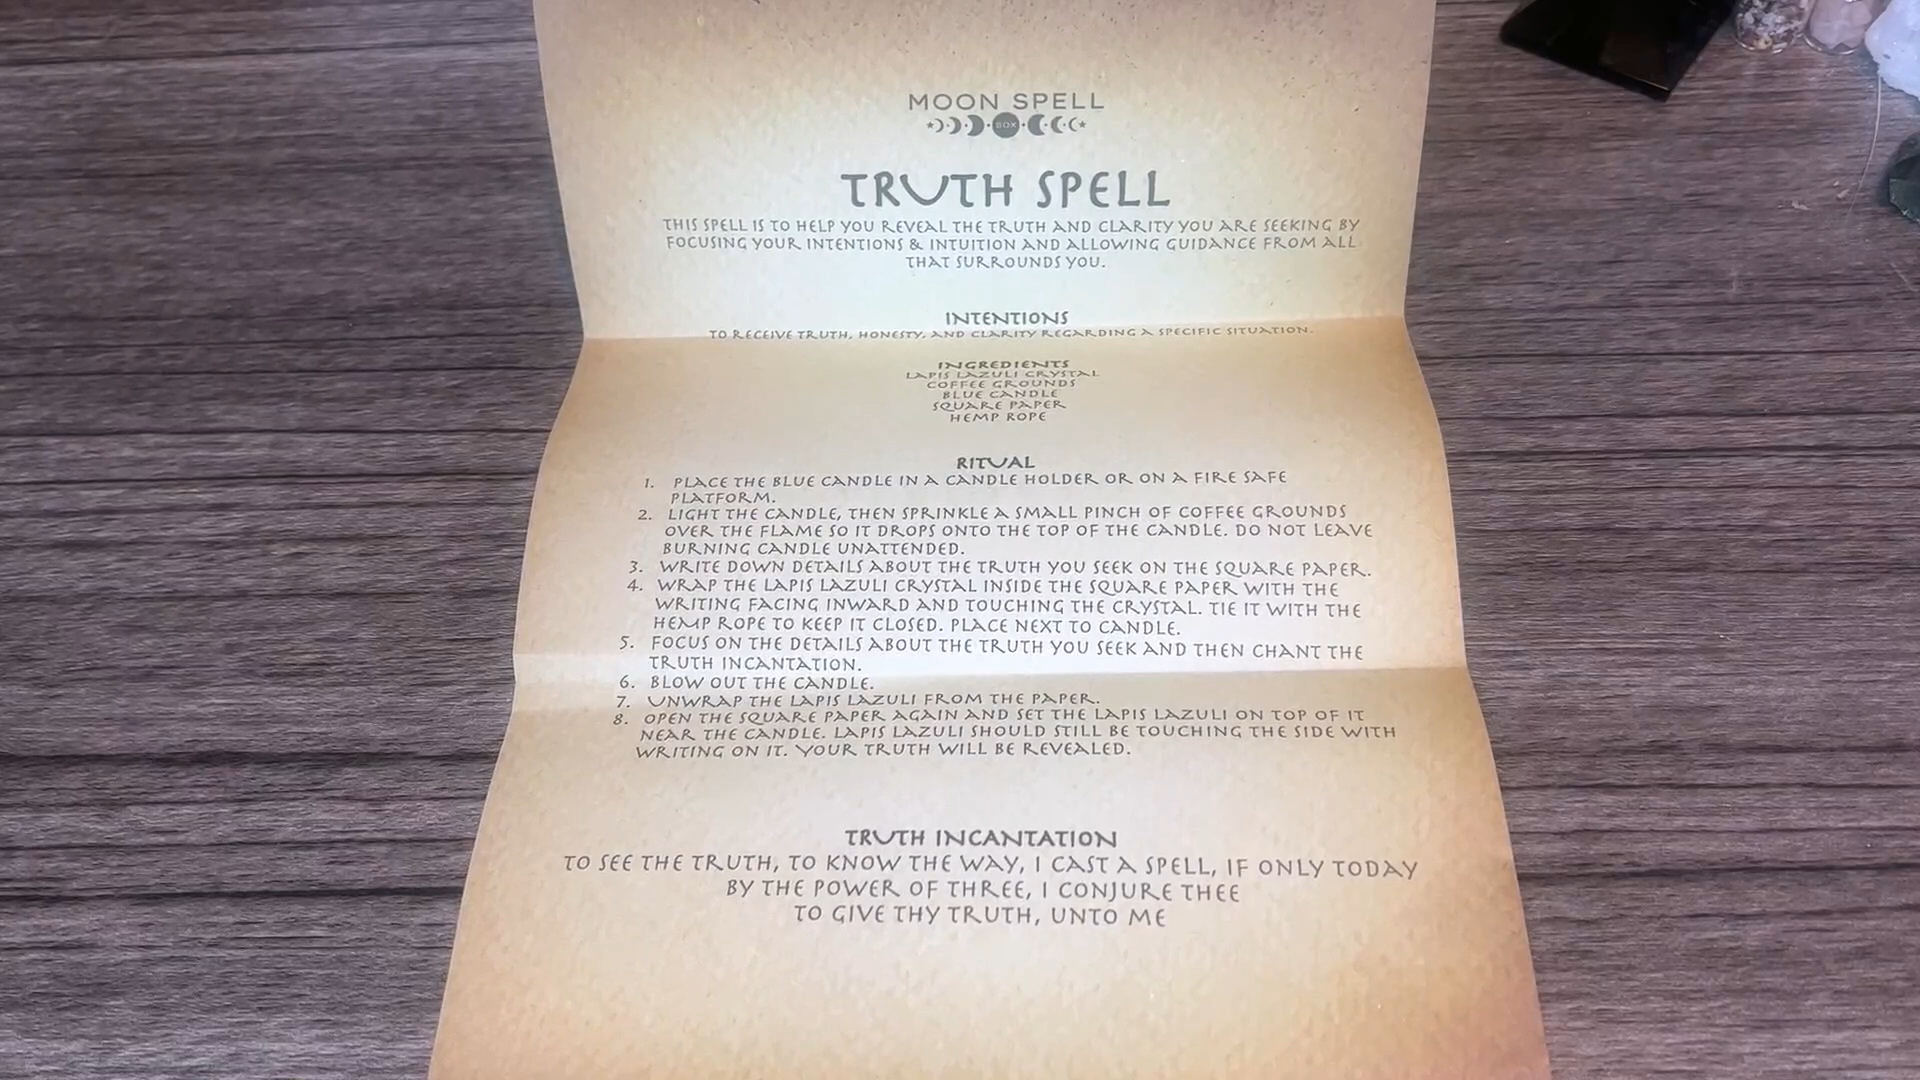 MOON SPELL
BOX
TRUTH SPELL
THIS SPELL IS TO HELP YOU REVEAL THE TRUTH AND CLARITY YOU ARE SEEKING BY
FOCUSING YOUR INTENTIONS & INTUITION AND ALLOWING GUIDANCE FROM ALL
THAT SURROUNDS YOU.
INTENTIONS
TO RECEIVE TRUTH, HONESTY, AND CLARITY REGARDING A SPECIFIC SITUATION.
INGREDIENTS
LAPIS LAZULI CRYSTAL
COFFEE GROUNDS
BLUE CANDLE
SQUARE PAPER
HEMP ROPE
RITUAL
1. PLACE THE BLUE CANDLE IN A CANDLE HOLDER OR ON A FIRE SAFE
PLATFORM.
2. LIGHT THE CANDLE, THEN SPRINKLE A SMALL PINCH OF COFFEE GROUNDS
OVER THE FLAME SO IT DROPS ONTO THE TOP OF THE CANDLE. DO NOT LEAVE
BURNING CANDLE UNATTENDED.
3. WRITE DOWN DETAILS ABOUT THE TRUTH YOU SEEK ON THE SQUARE PAPER.
4. WRAP THE LAPIS LAZULI CRYSTAL INSIDE THE SQUARE PAPER WITH THE
WRITING FACING INWARD AND TOUCHING THE CRYSTAL. TIE IT WITH THE
HEMP ROPE TO KEEP IT CLOSED. PLACE NEXT TO CANDLE.
5. FOCUS ON THE DETAILS ABOUT THE TRUTH YOU SEEK AND THEN CHANT THE
TRUTH INCANTATION.
6. BLOW OUT THE CANDLE.
7. UNWRAP THE LAPIS LAZULI FROM THE PAPER.
8. OPEN THE SQUARE PAPER AGAIN AND SET THE LAPIS LAZULI ON TOP OF IT
NEAR THE CANDLE. LAPIS LAZULI SHOULD STILL BE TOUCHING THE SIDE WITH
WRITING ON IT. YOUR TRUTH WILL BE REVEALED.
TRUTH INCANTATION
TO SEE THE TRUTH, TO KNOW THE WAY, I CAST A SPELL, IF ONLY TODAY
BY THE POWER OF THREE, I CONJURE THEE
TO GIVE THY TRUTH, UNTO ME